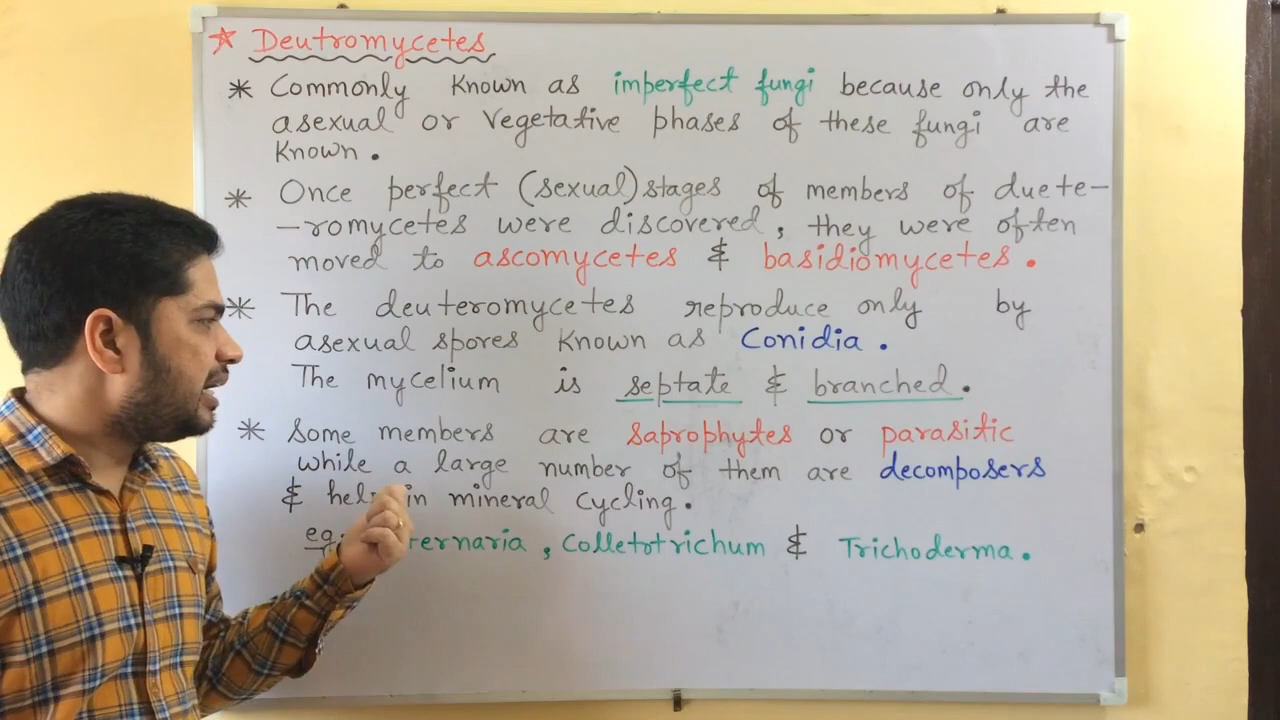 Deutromycetes
* Commonly Known as imperfect fungi because only the
asexual or vegetative phases of these fungi are
Known.
* Once perfect (sexual) stages of members of duete-
-romycetes were discovered, they were often
moved to ascomycetes & basidiomycetes.
* The deuteromycetes reproduce only by
asexual spores Known as Conidia.
The mycelium is septate & branched.
* Some members are saprophytes or parasitic
while a large number of them are decomposers
& in mineral cycling.
eg. , Colletotrichum & Trichoderma.